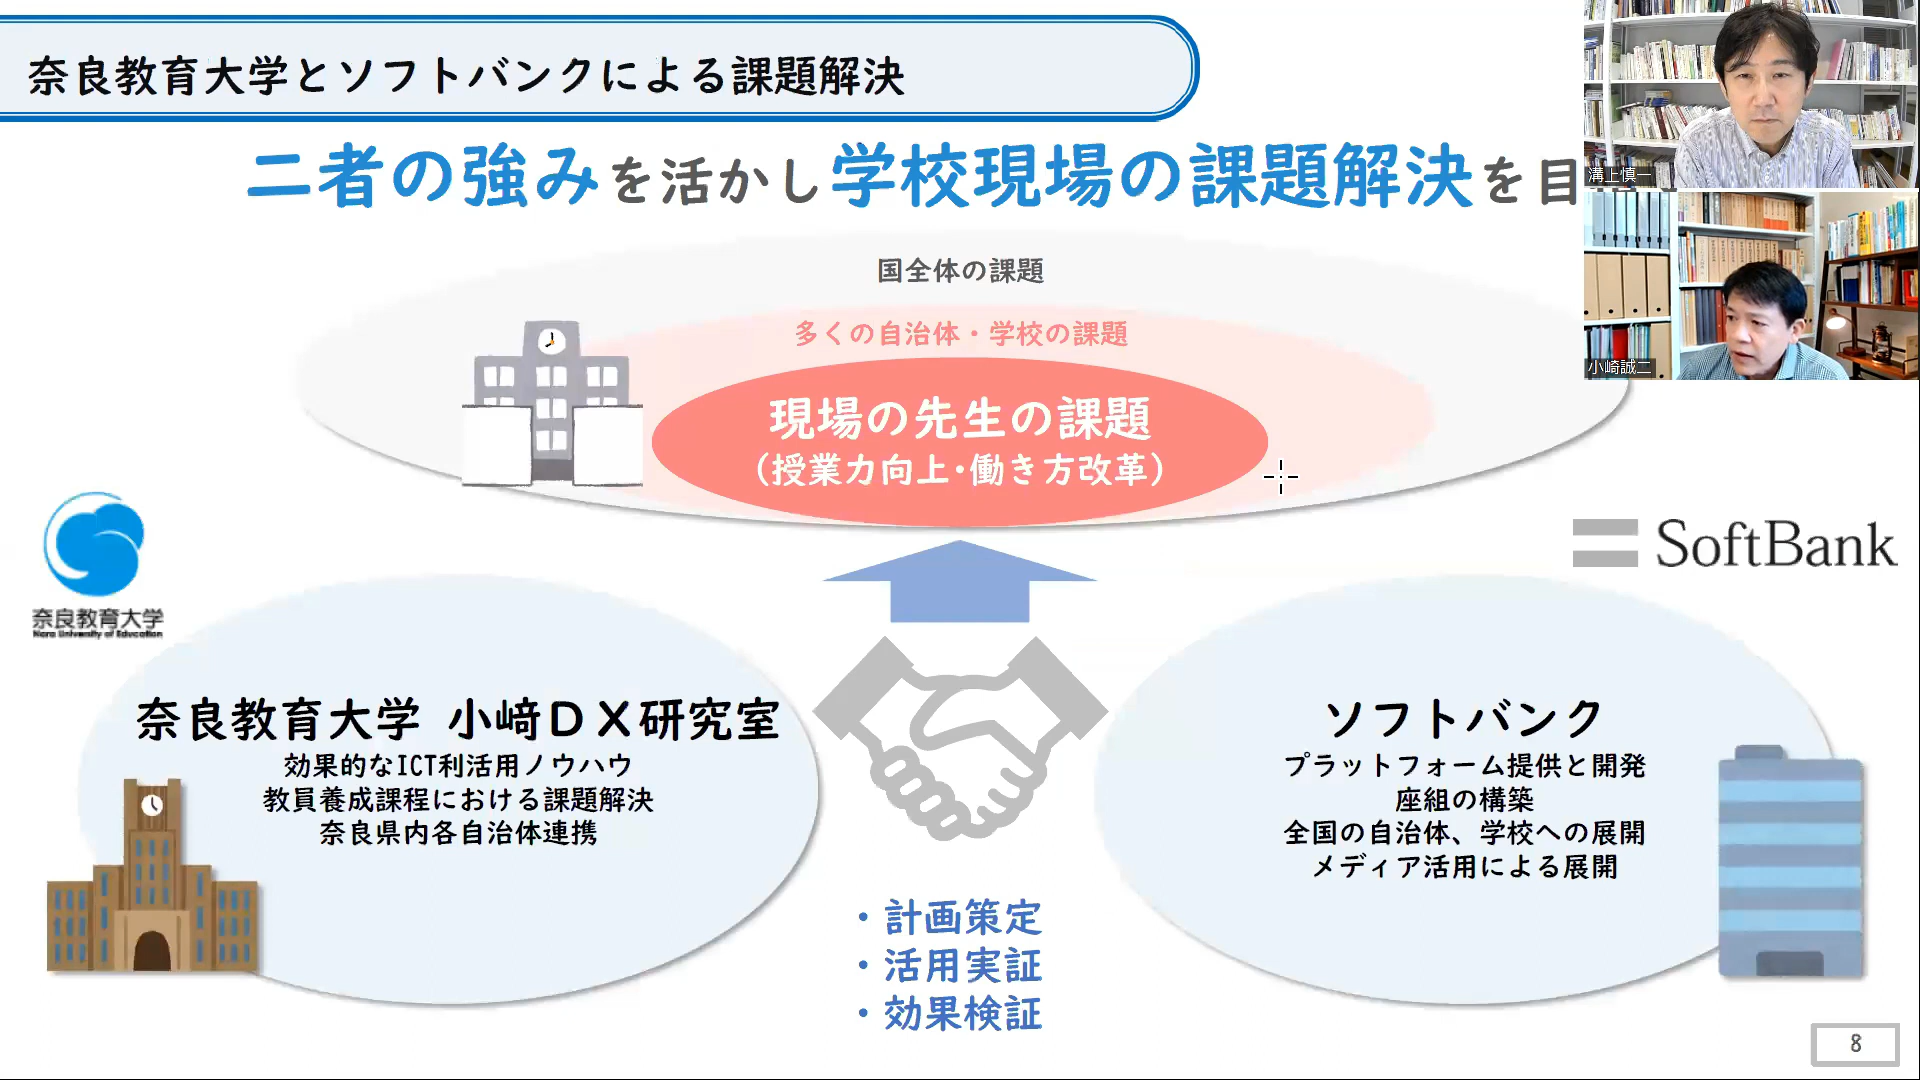 奈良教育大学とソフトバンクによる課題解決
二者の強みを活かし学校現場の課題解決を目
溝上慎一
小崎誠二
国全体の課題
多くの自治体・学校の課題
現場の先生の課題
（授業力向上・働き方改革）
奈良教育大学
Nara University of Education
SoftBank
奈良教育大学 小﨑ＤＸ研究室
効果的なICT利活用ノウハウ
教員養成課程における課題解決
奈良県内各自治体連携
ソフトバンク
プラットフォーム提供と開発
座組の構築
全国の自治体、学校への展開
メディア活用による展開
・計画策定
・活用実証
・効果検証
8